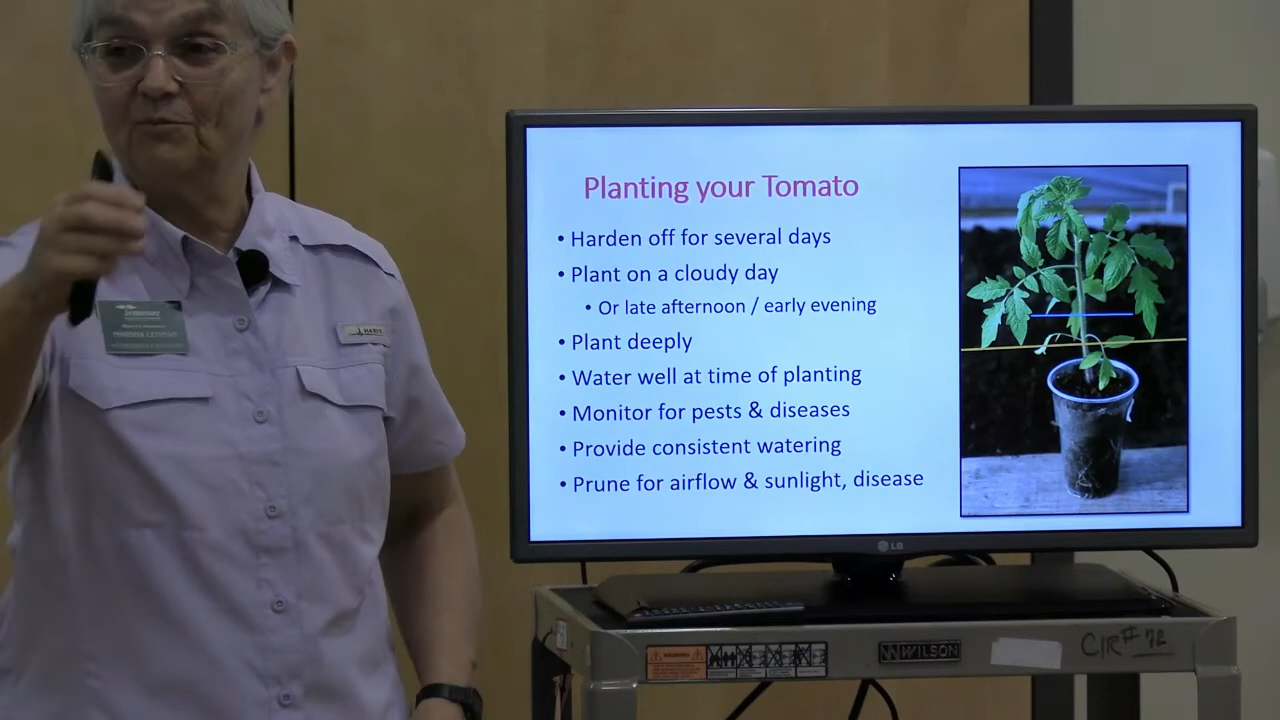 Planting your Tomato
• Harden off for several days
• Plant on a cloudy day
• Or late afternoon / early evening
• Plant deeply
• Water well at time of planting
• Monitor for pests & diseases
• Provide consistent watering
• Prune for airflow & sunlight, disease
LG
WARNING
WILSON
C/R# 72